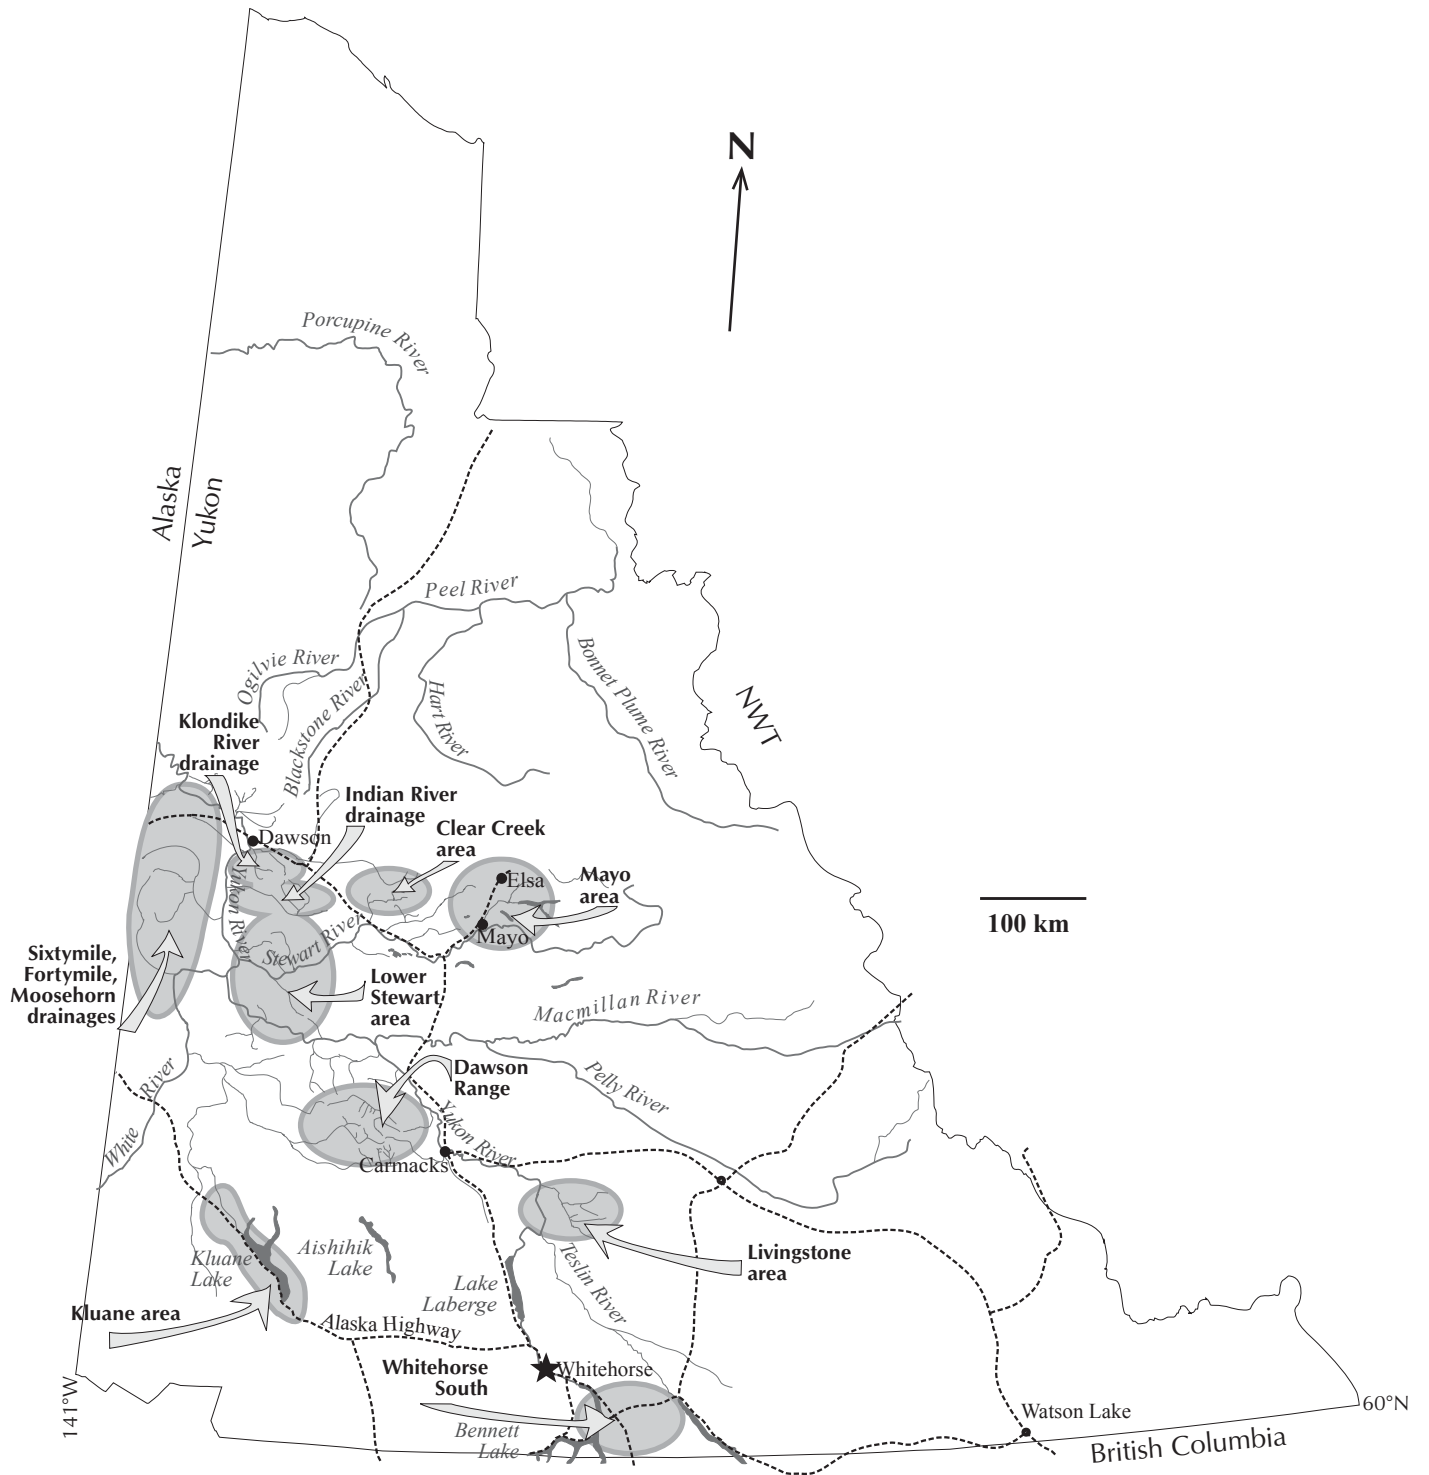 N
Porcupine River
Alaska
Yukon
Peel River
Ogilvie River
Blackstone River
Hart River
Bonnet Plume River
NWT
Klondike
River
drainage
Indian River
drainage
Clear Creek
area
Dawson
Elsa
Mayo
area
Mayo
100 km
Yukon River
Stewart River
Sixtymile,
Fortymile,
Moosehorn
drainages
Lower
Stewart
area
Macmillan River
Dawson
Range
Pelly River
White River
Yukon River
Carmacks
Kluane
Lake
Aishihik
Lake
Livingstone
area
Lake
Laberge
Teslin River
Kluane area
Alaska Highway
Whitehorse
South
Whitehorse
141°W
60°N
Watson Lake
Bennett
Lake
British Columbia